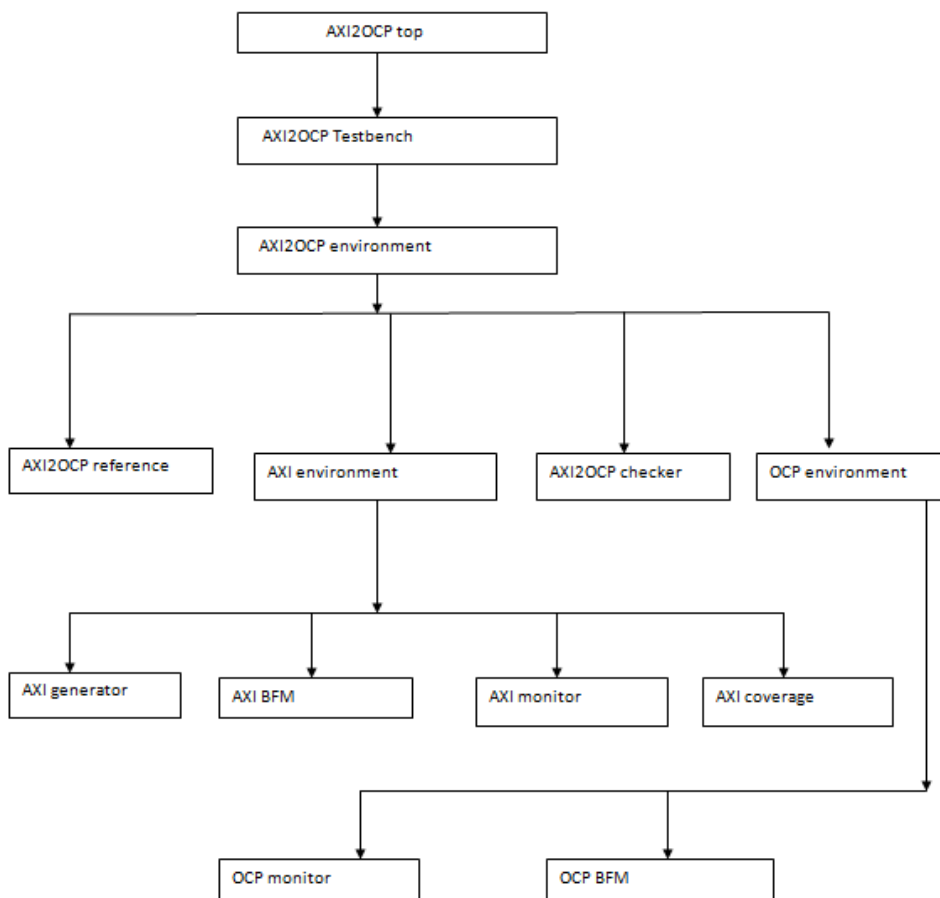 AXI2OCP top
AXI2OCP Testbench
AXI2OCP environment
AXI2OCP reference
AXI environment
AXI2OCP checker
OCP environment
AXI generator
AXI BFM
AXI monitor
AXI coverage
OCP monitor
OCP BFM